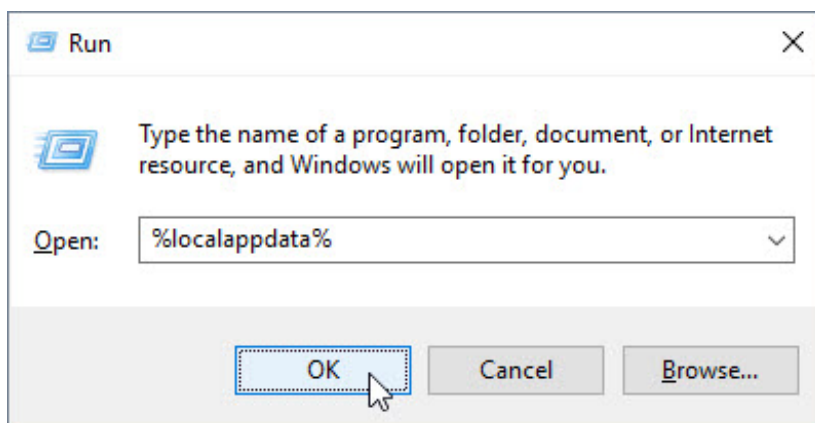 Run
Type the name of a program, folder, document, or Internet
resource, and Windows will open it for you.
Open: %localappdata%
OK Cancel Browse...